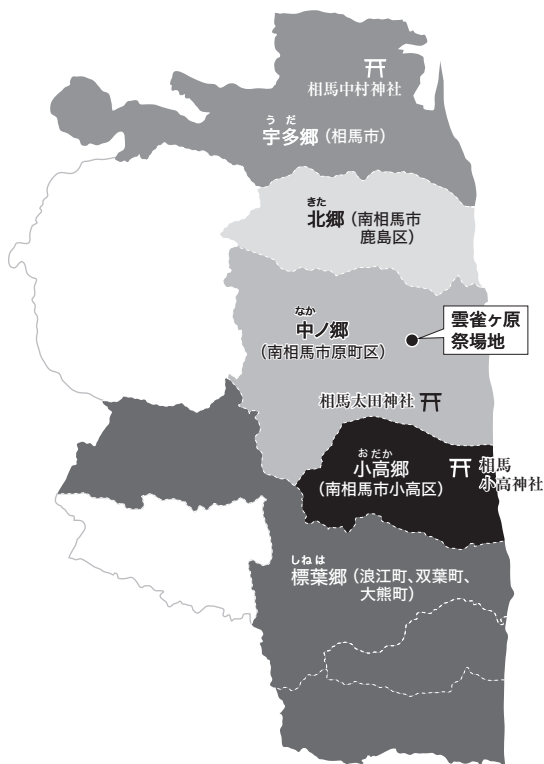 相馬中村神社
うだ
宇多郷（相馬市）
きた
北郷（南相馬市
鹿島区）
なか
中ノ郷
（南相馬市原町区）
雲雀ヶ原
祭場地
相馬太田神社
おだか
小高郷
（南相馬市小高区）
相馬
小高神社
しねは
標葉郷（浪江町、双葉町、
大熊町）